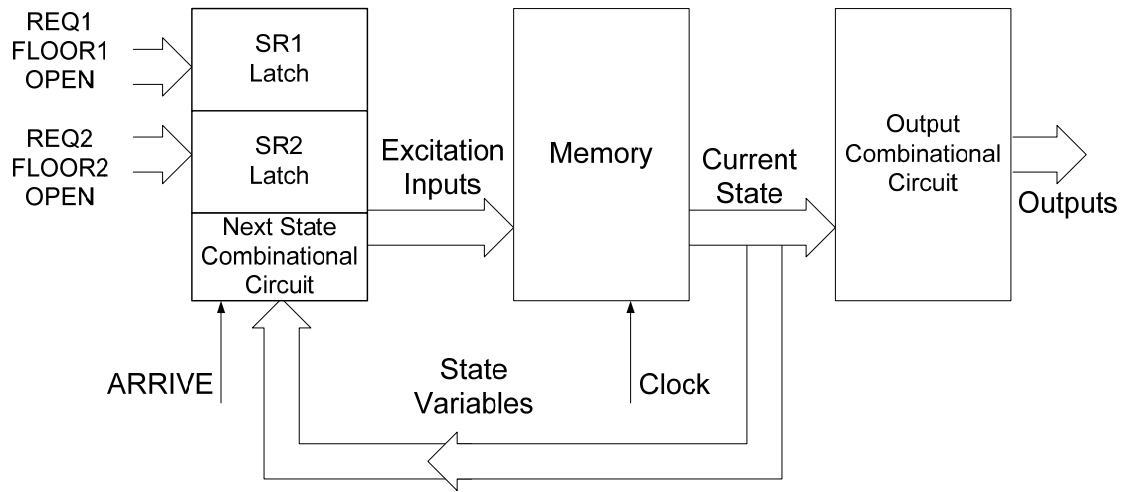 REQ1
FLOOR1
OPEN
SR1
Latch
REQ2
FLOOR2
OPEN
SR2
Latch
Next State
Combinational
Circuit
Excitation
Inputs
Memory
Current
State
Output
Combinational
Circuit
Outputs
ARRIVE
State
Variables
Clock